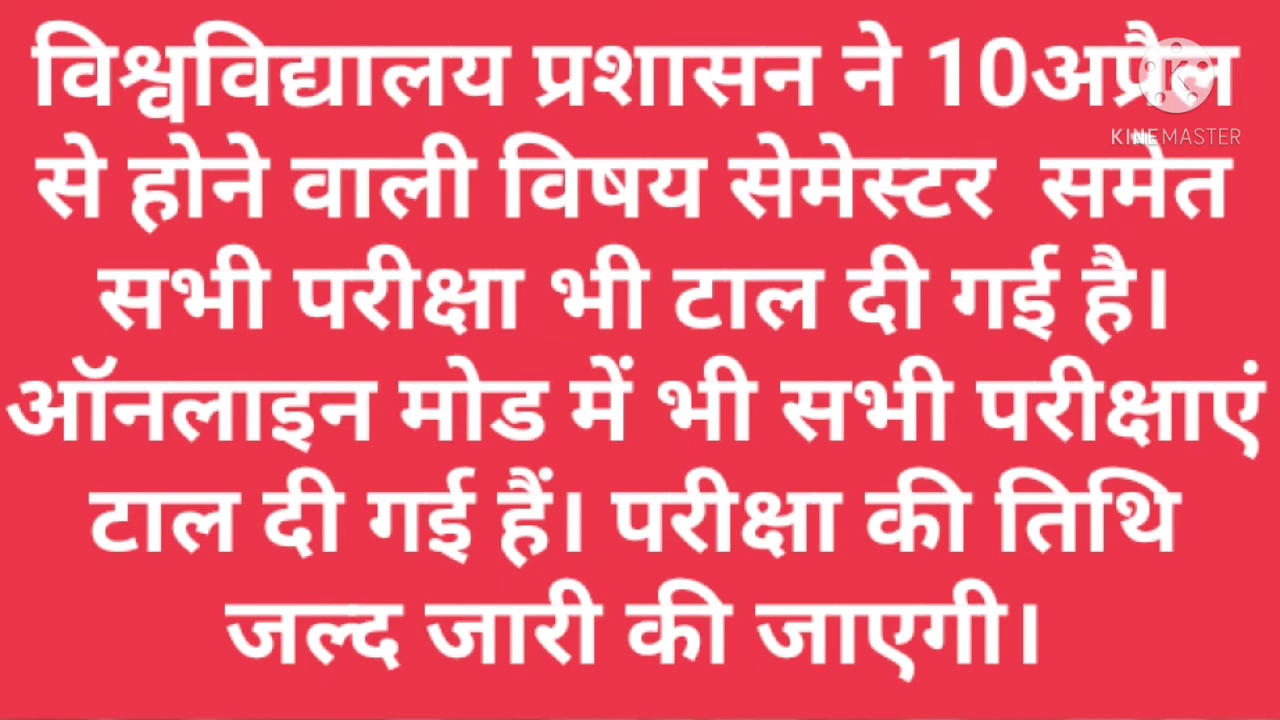 विश्वविद्यालय प्रशासन ने 10अप्रैल
से होने वाली विषय सेमेस्टर समेत
सभी परीक्षा भी टाल दी गई है।
ऑनलाइन मोड में भी सभी परीक्षाएं
टाल दी गई हैं। परीक्षा की तिथि
जल्द जारी की जाएगी।
K
KINEMASTER